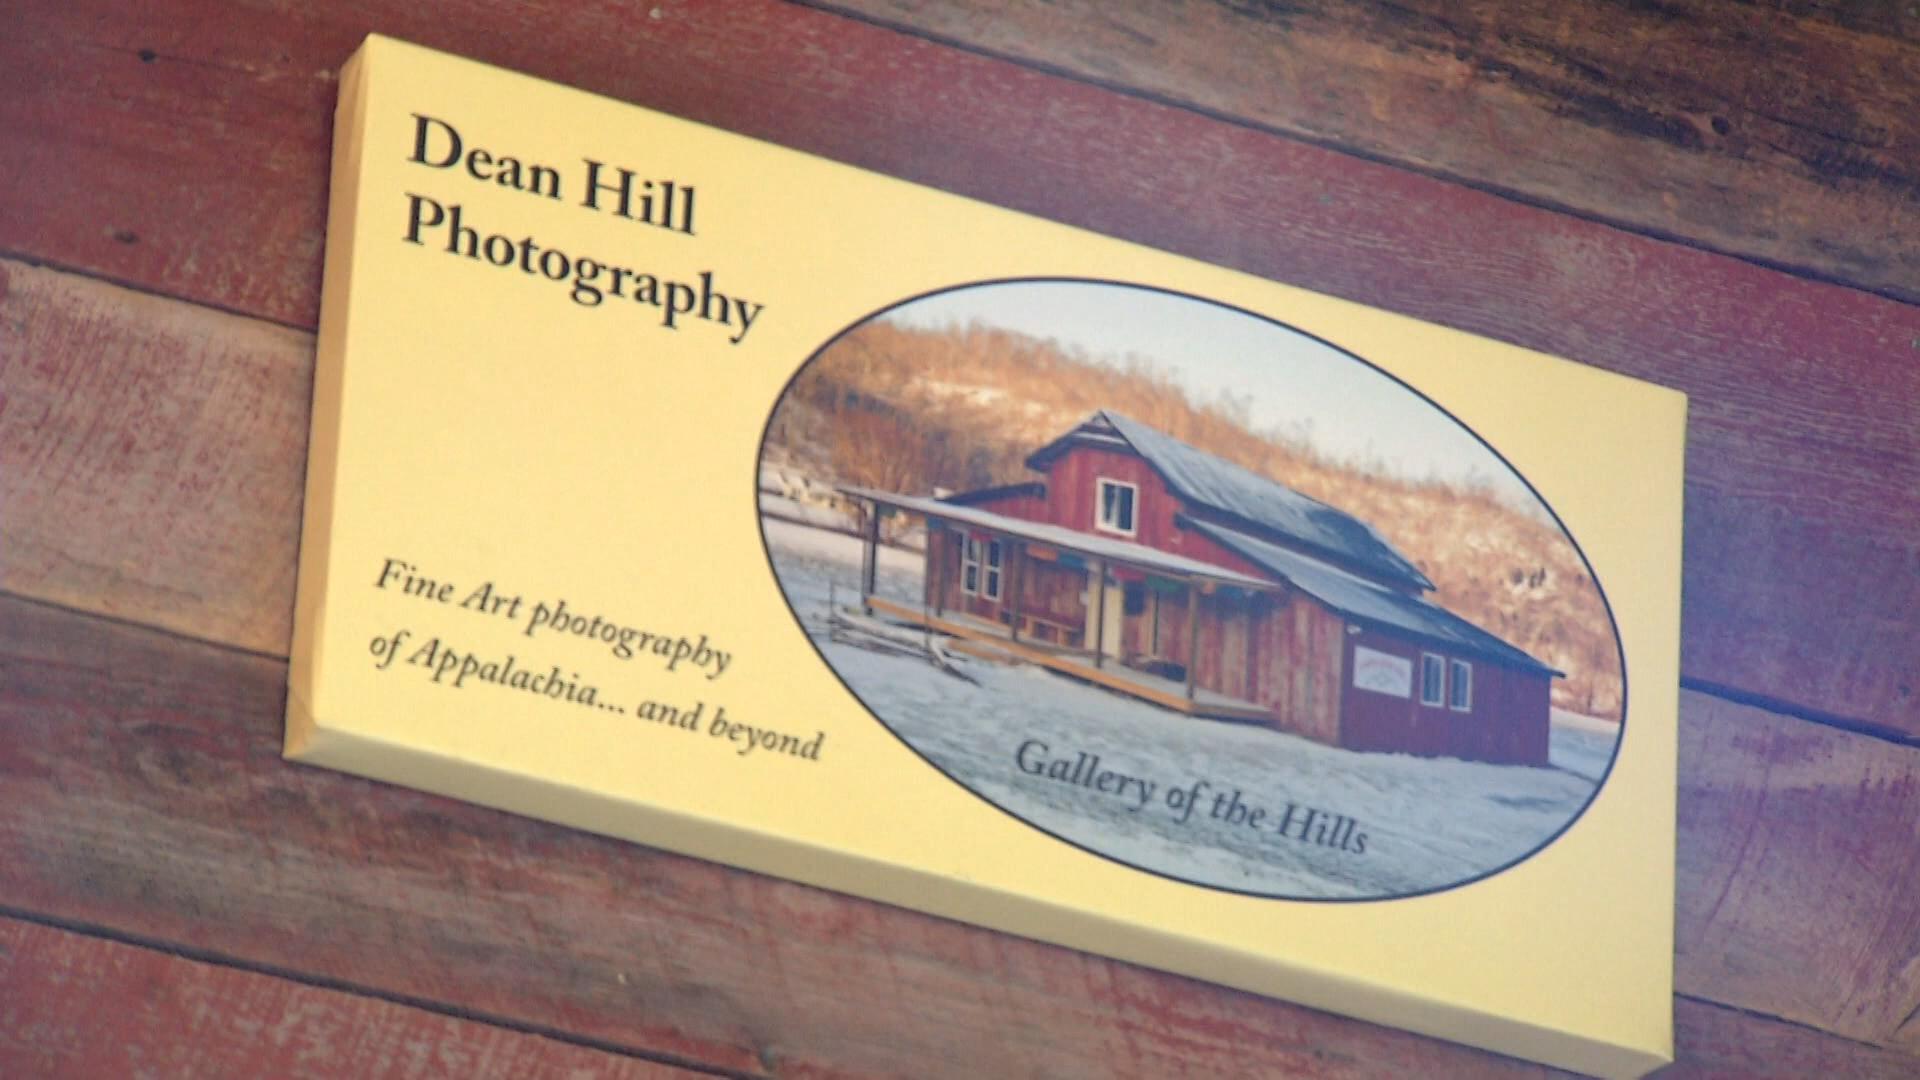 Dean Hill
Photography
Fine Art photography
of Appalachia... and beyond
Gallery of the Hills